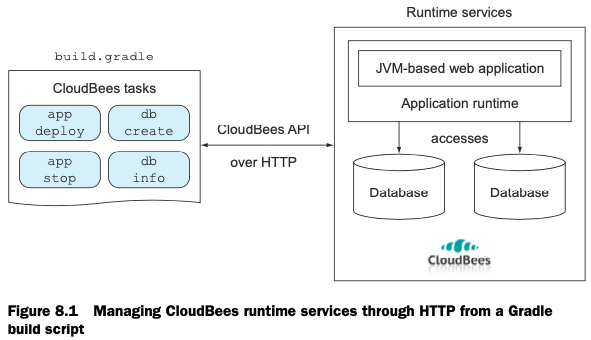 Runtime services
build.gradle
CloudBees tasks
app
deploy
db
create
app
stop
db
info
CloudBees API
over HTTP
JVM-based web application
Application runtime
accesses
Database
Database
CloudBees
Figure 8.1 Managing CloudBees runtime services through HTTP from a Gradle
build script